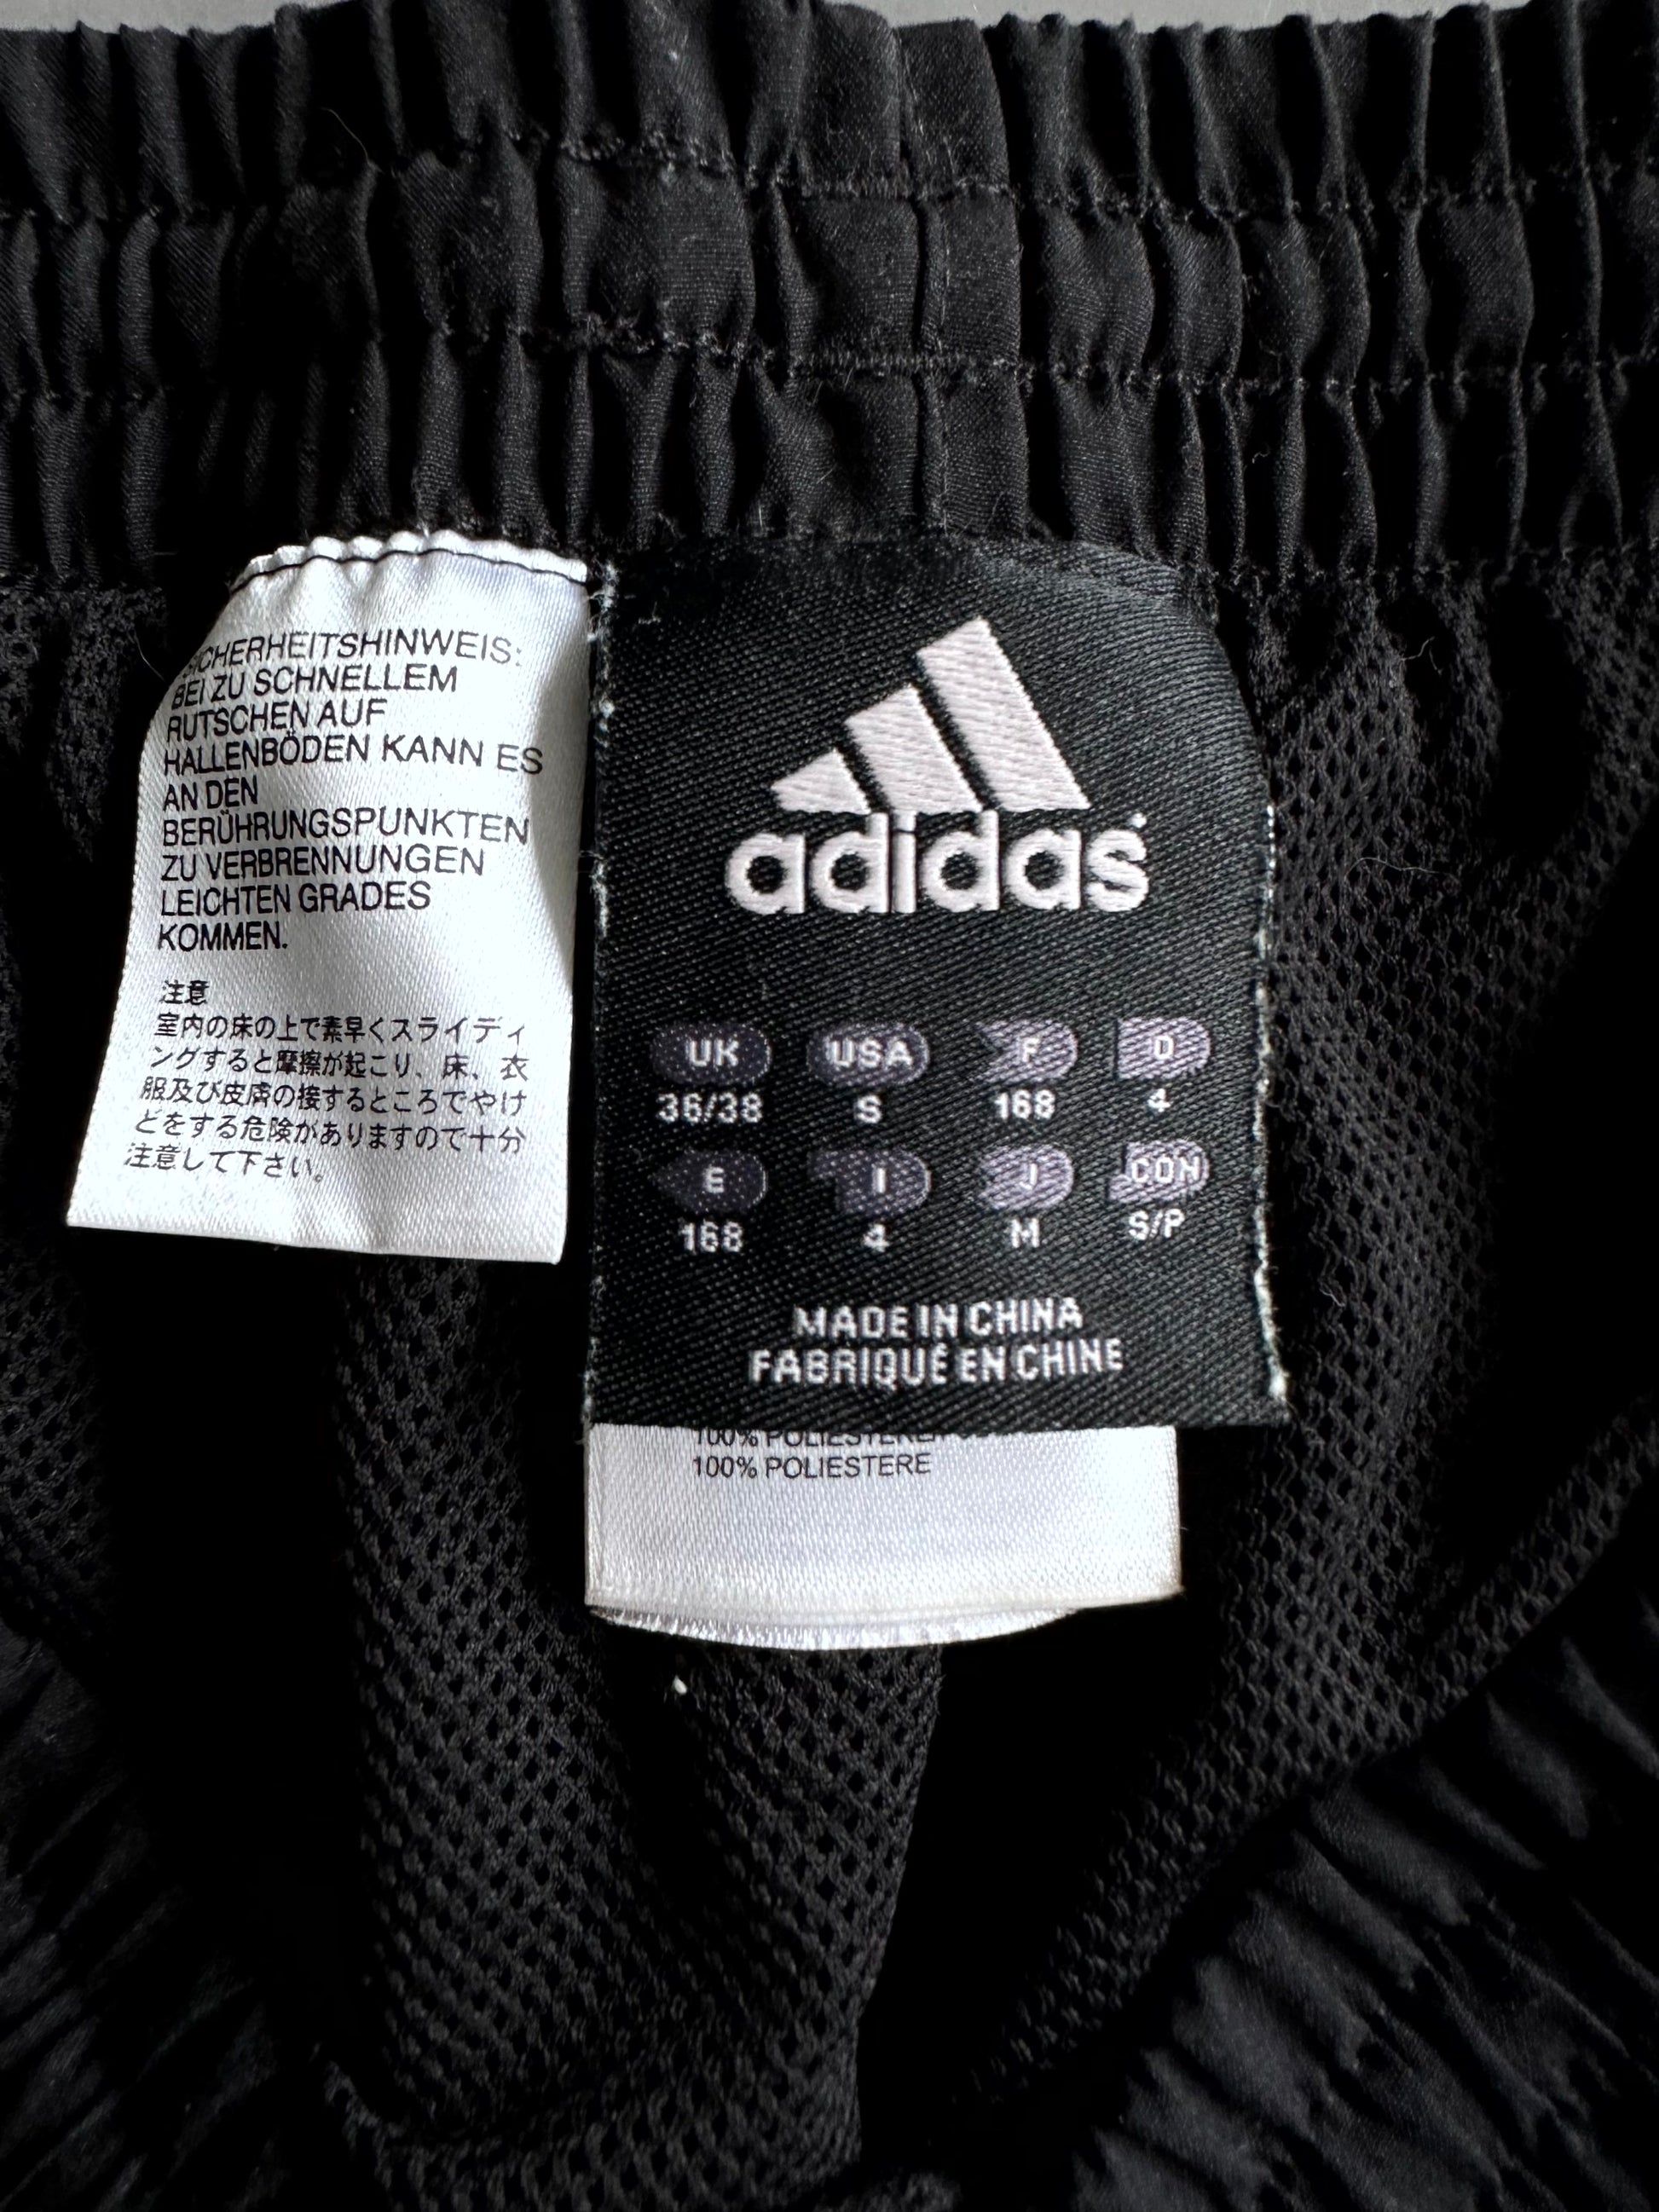 SICHERHEITSHINWEIS:
BEI ZU SCHNELLEM
RUTSCHEN AUF
HALLENBÖDEN KANN ES
AN DEN
BERÜHRUNGSPUNKTEN
ZU VERBRENNUNGEN
LEICHTEN GRADES
KOMMEN.
注意
室内の床の上で素早くスライディ
ングすると摩擦が起こり、床、衣
服及び皮膚の接するところでやけ
どをする危険がありますので十分
注意して下さい。
adidas
UK USA F D
36/38 S 168 4
E I J CON
168 4 M S/P
MADE IN CHINA
FABRIQUÉ EN CHINE
100%
100% POLIESTERE